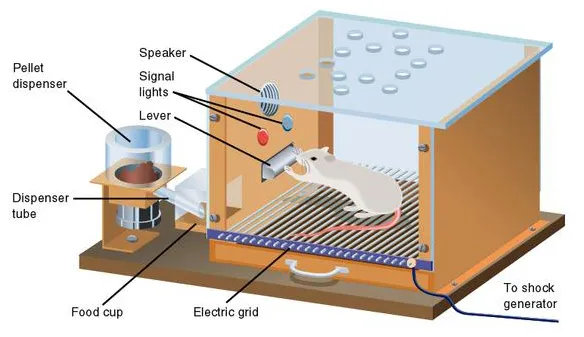 Speaker
Pellet
dispenser
Signal
lights
Lever
Dispenser
tube
Food cup
Electric grid
To shock
generator